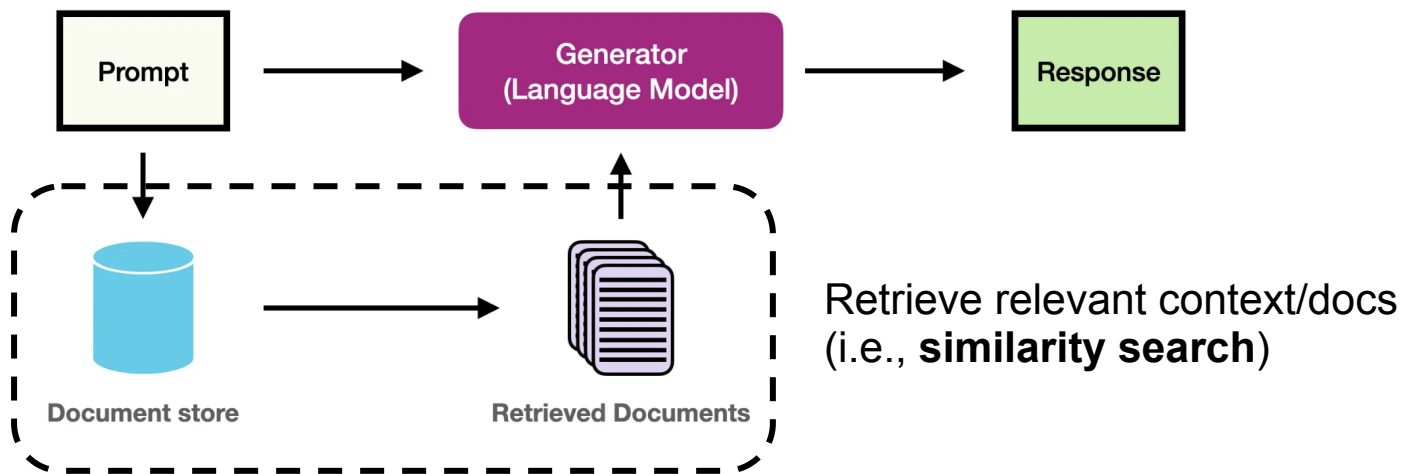 Prompt
Generator
(Language Model)
Response
Retrieve relevant context/docs
(i.e., similarity search)
Document store
Retrieved Documents